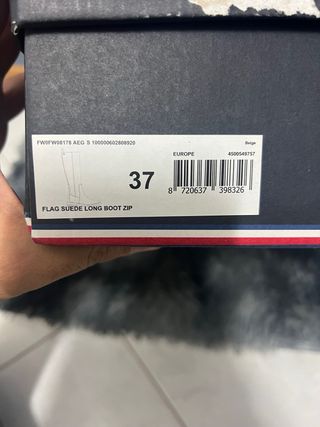 FW0FW08178 AEG S 100000602808920 Beige
EUROPE 4500549757
37
8 720637 398326
FLAG SUEDE LONG BOOT ZIP